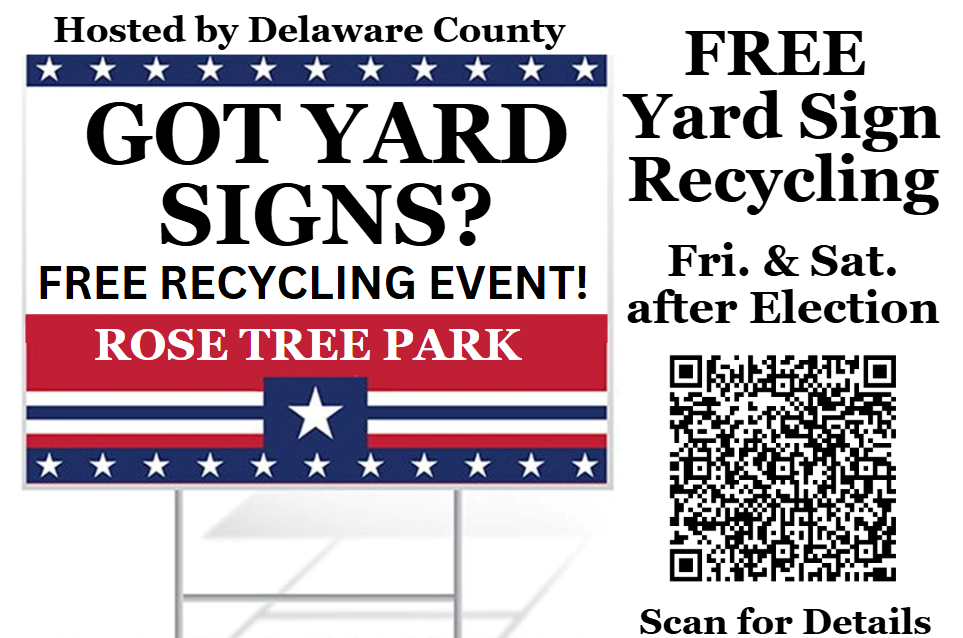 Hosted by Delaware County
GOT YARD
SIGNS?
FREE RECYCLING EVENT!
ROSE TREE PARK
FREE
Yard Sign
Recycling
Fri. & Sat.
after Election
Scan for Details